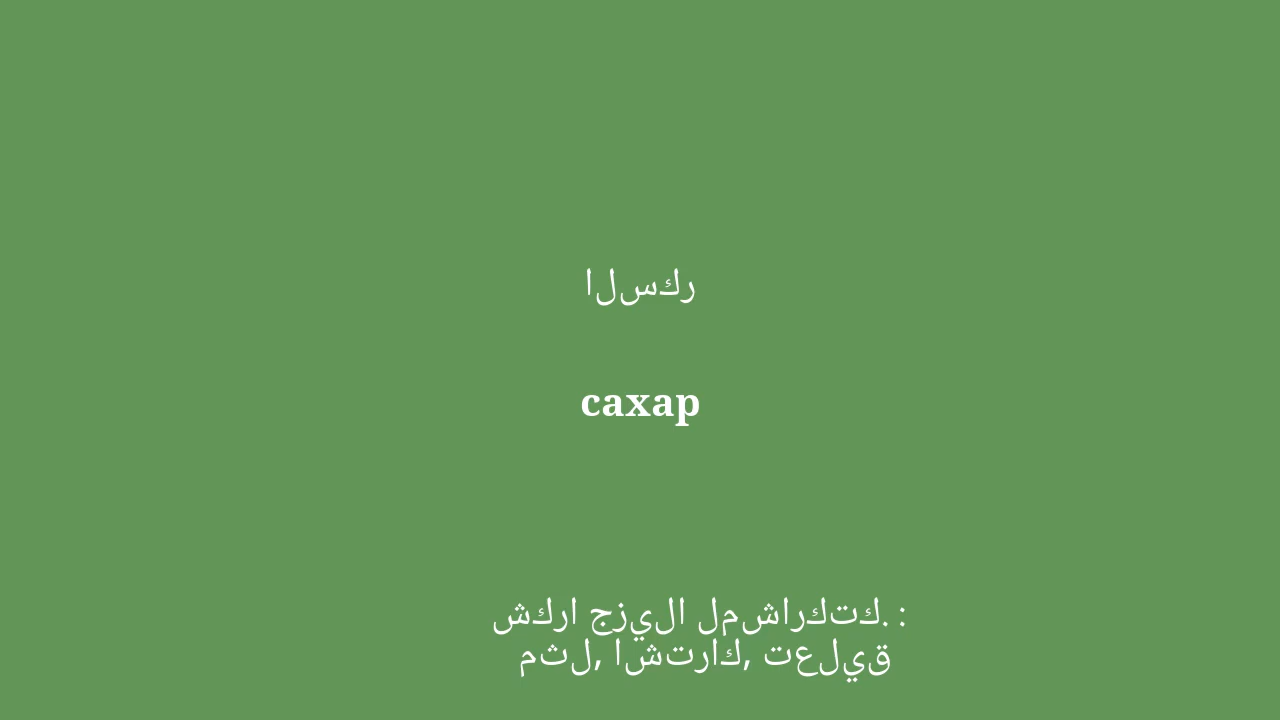 السكر
сахар
شكرا جزيلا لمشاركتك. :
مثل, اشتراك, تعليق